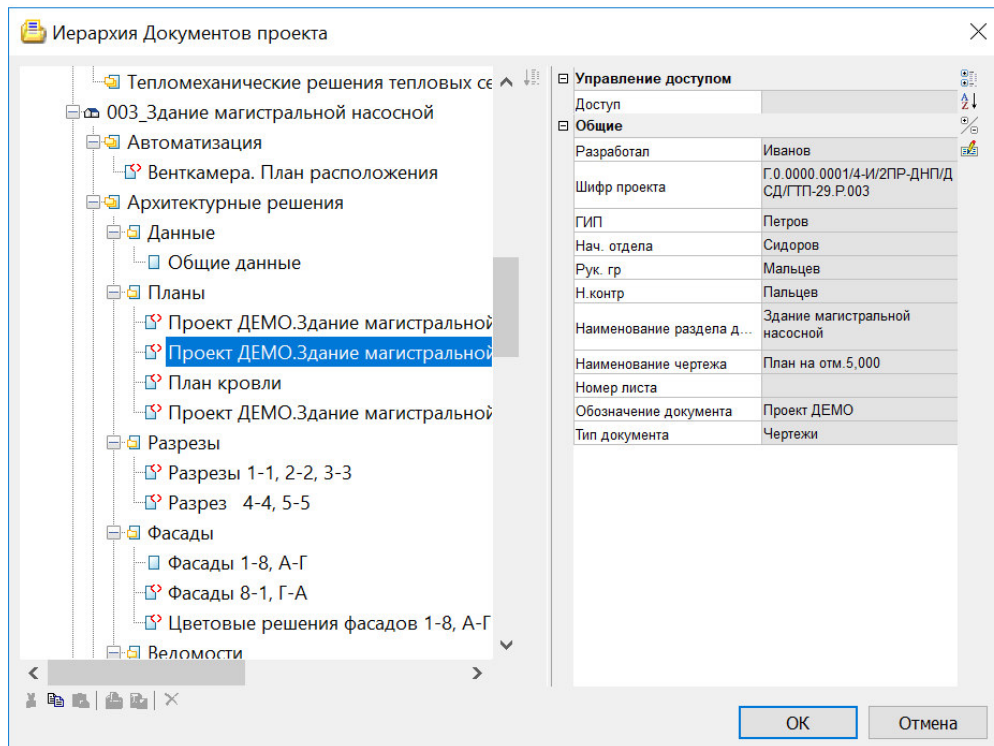 Иерархия Документов проекта
Тепломеханические решения тепловых се
003_Здание магистральной насосной
Автоматизация
Венткамера. План расположения
Архитектурные решения
Данные
Общие данные
Планы
Проект ДЕМО.Здание магистральной
Проект ДЕМО.Здание магистральной
План кровли
Проект ДЕМО.Здание магистральной
Разрезы
Разрезы 1-1, 2-2, 3-3
Разрез 4-4, 5-5
Фасады
Фасады 1-8, А-Г
Фасады 8-1, Г-А
Цветовые решения фасадов 1-8, А-Г
Ведомости
Управление доступом
Доступ
Общие
Разработал Иванов
Шифр проекта Г.0.0000.0001/4-И/2ПР-ДНП/Д
СД/ГТП-29.Р.003
ГИП Петров
Нач. отдела Сидоров
Рук. гр Мальцев
Н.контр Пальцев
Наименование раздела д... Здание магистральной
насосной
Наименование чертежа План на отм.5,000
Номер листа
Обозначение документа Проект ДЕМО
Тип документа Чертежи
ОК Отмена